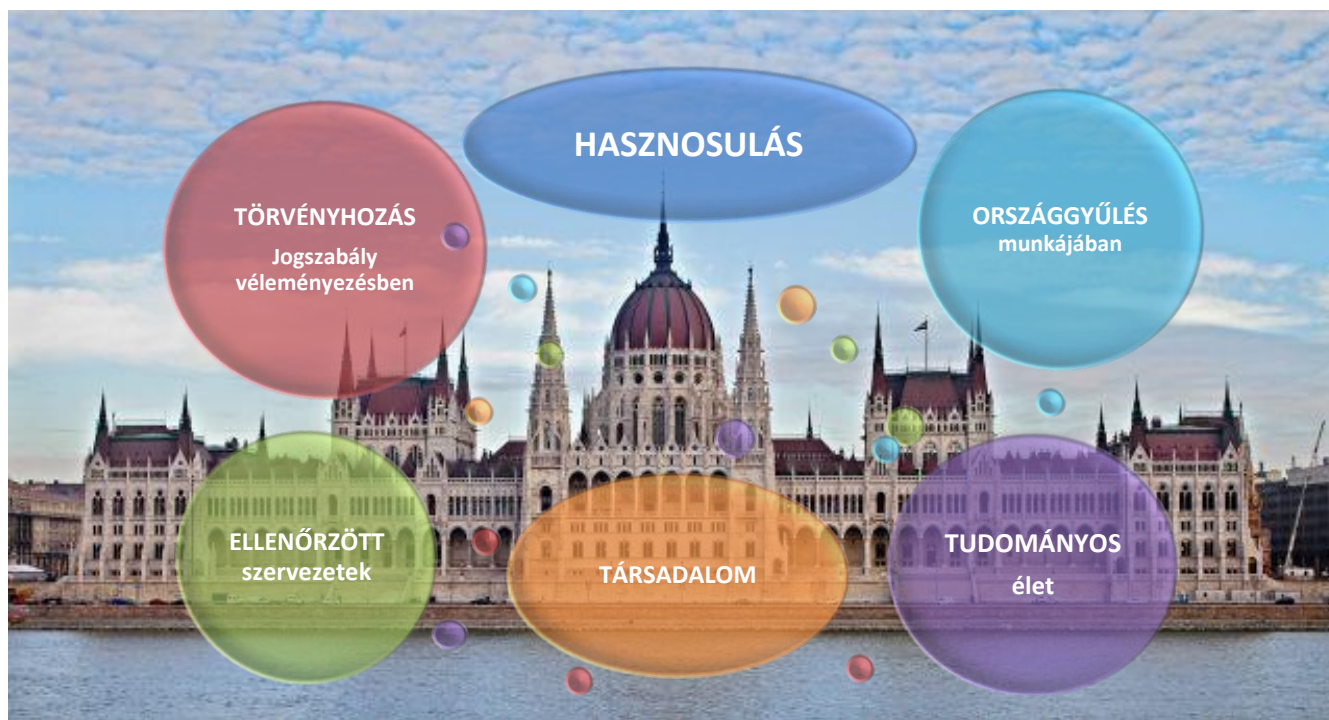 HASZNOSULÁS
TÖRVÉNYHOZÁS
Jogszabály
véleményezésben
ORSZÁGGYŰLÉS
munkájában
ELLENŐRZÖTT
szervezetek
TÁRSADALOM
TUDOMÁNYOS
élet